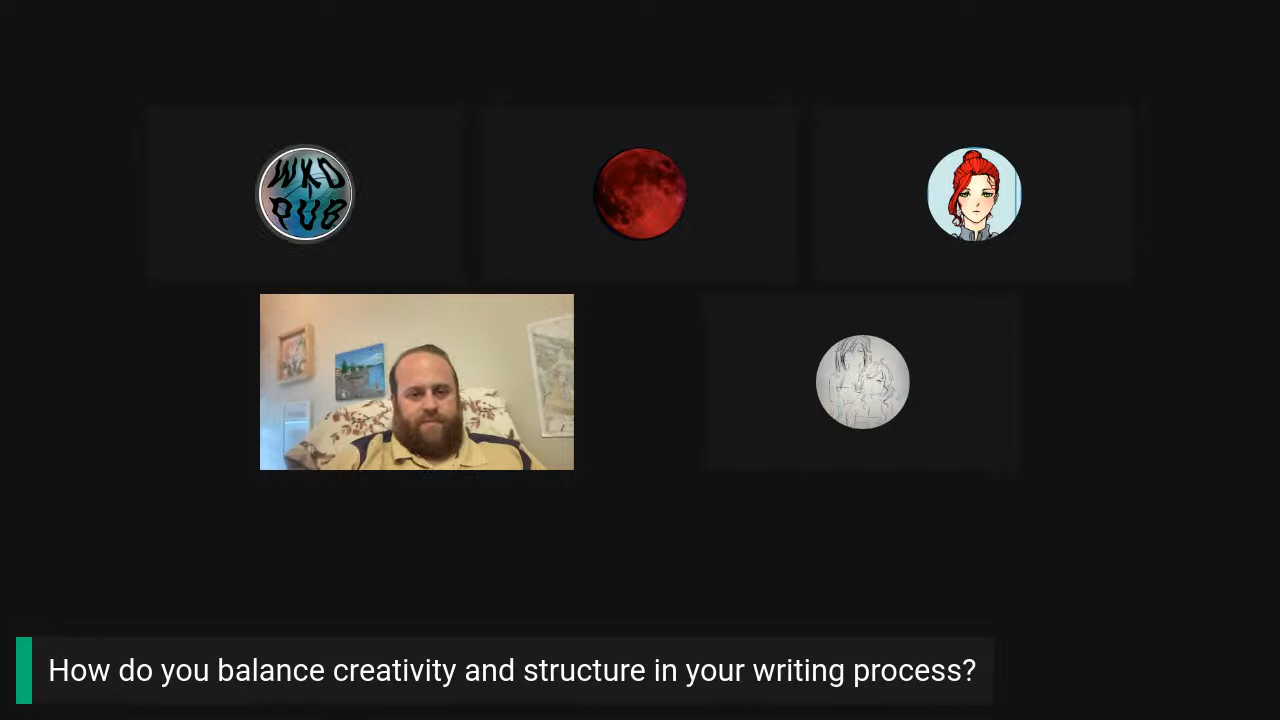 WKD
PUB
How do you balance creativity and structure in your writing process?